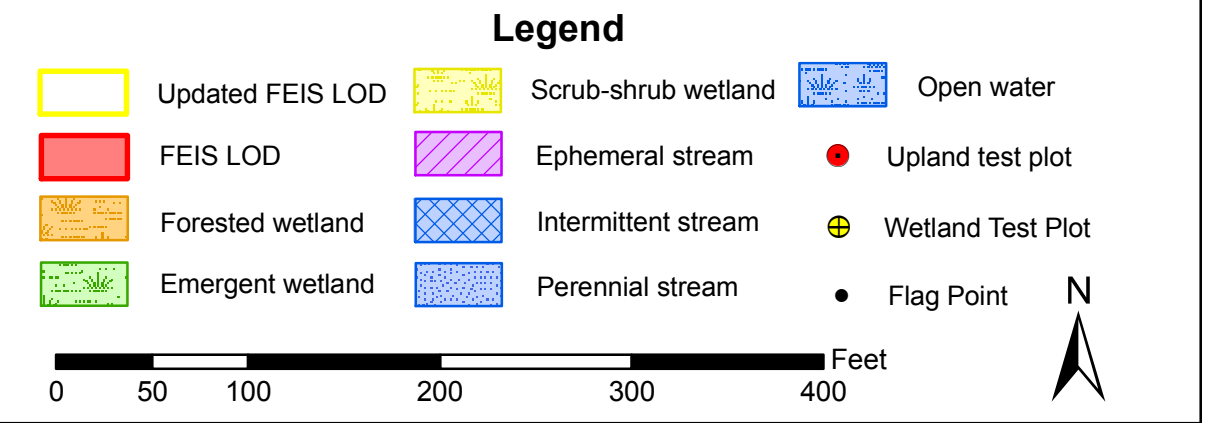 Legend
Updated FEIS LOD
FEIS LOD
Forested wetland
Emergent wetland
Scrub-shrub wetland
Ephemeral stream
Intermittent stream
Perennial stream
Open water
Upland test plot
Wetland Test Plot
Flag Point
N
Feet
0 50 100 200 300 400